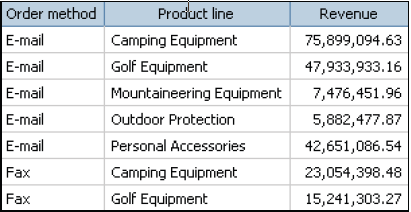 Order method Product line Revenue
E-mail Camping Equipment 75,899,094.63
E-mail Golf Equipment 47,933,933.16
E-mail Mountaineering Equipment 7,476,451.96
E-mail Outdoor Protection 5,882,477.87
E-mail Personal Accessories 42,651,086.54
Fax Camping Equipment 23,054,398.48
Fax Golf Equipment 15,241,303.27